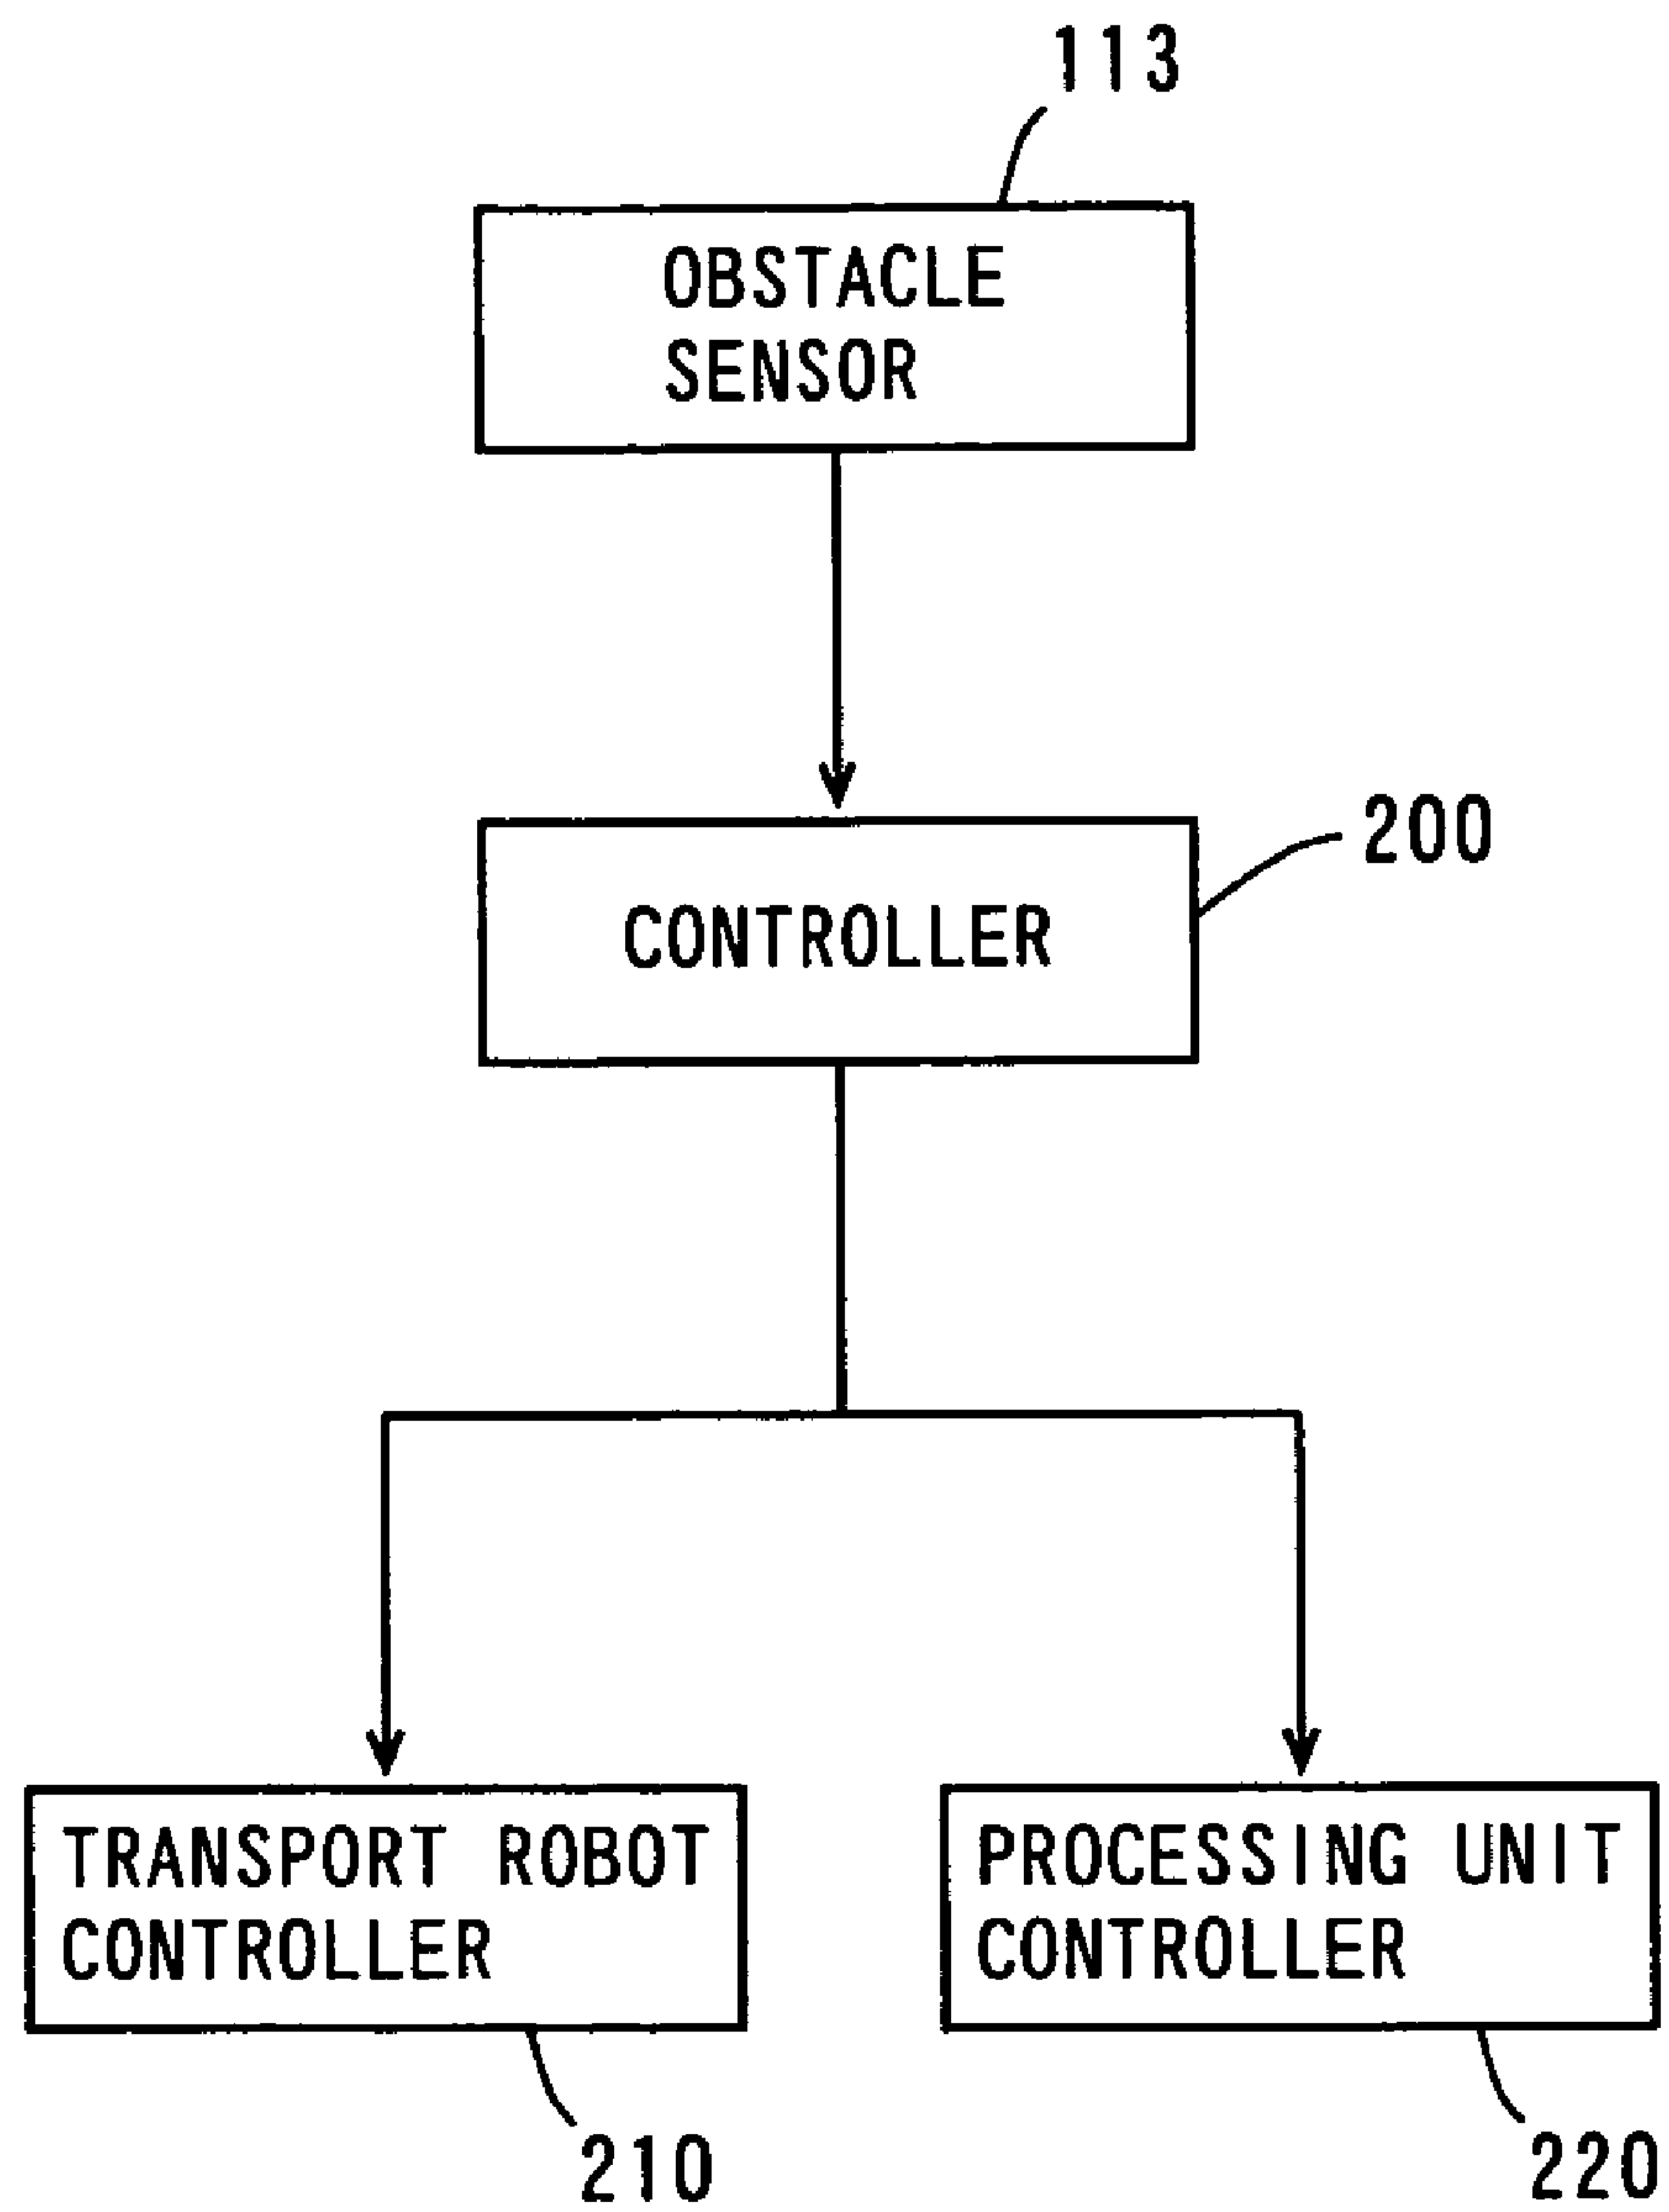 113
OBSTACLE
SENSOR
200
CONTROLLER
TRANSPORT ROBOT
CONTROLLER
PROCESSING UNIT
CONTROLLER
210
220